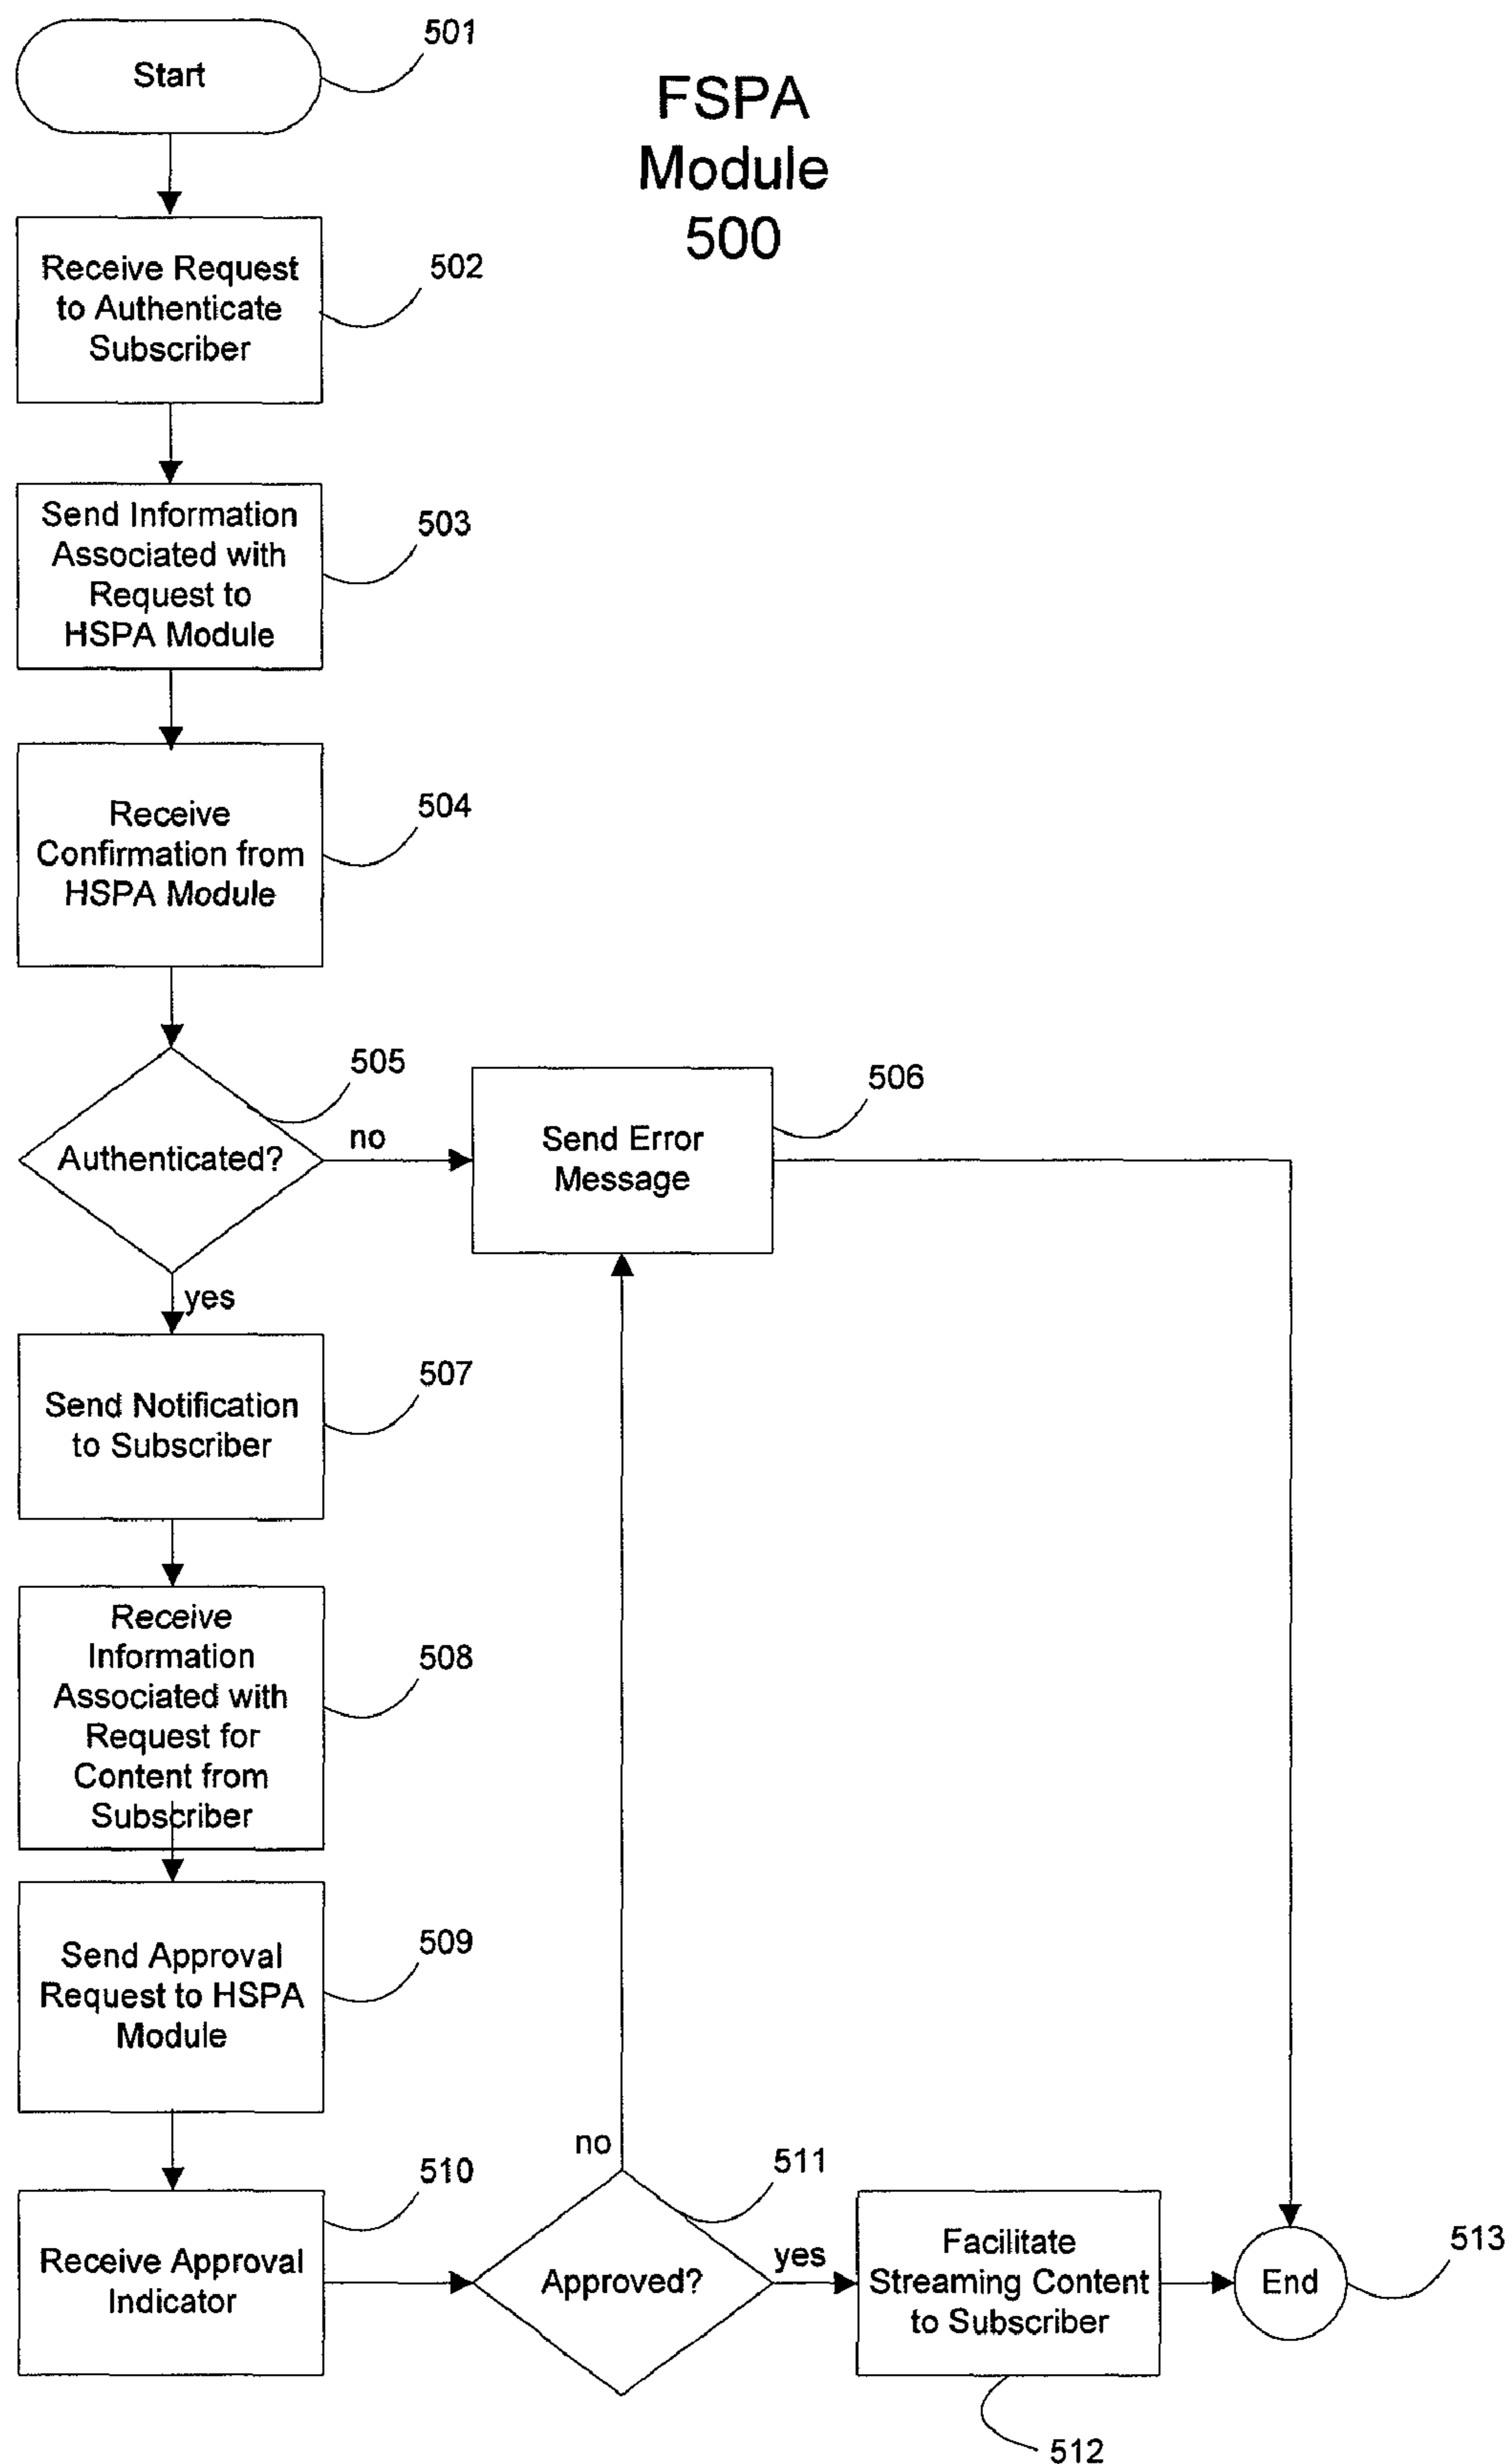 Start
501
FSPA
Module
500
Receive Request
to Authenticate
Subscriber
502
Send Information
Associated with
Request to
HSPA Module
503
Receive
Confirmation from
HSPA Module
504
Authenticated?
505
no
Send Error
Message
506
yes
Send Notification
to Subscriber
507
Receive
Information
Associated with
Request for
Content from
Subscriber
508
Send Approval
Request to HSPA
Module
509
Receive Approval
Indicator
510
Approved?
511
no
yes
Facilitate
Streaming Content
to Subscriber
512
End
513